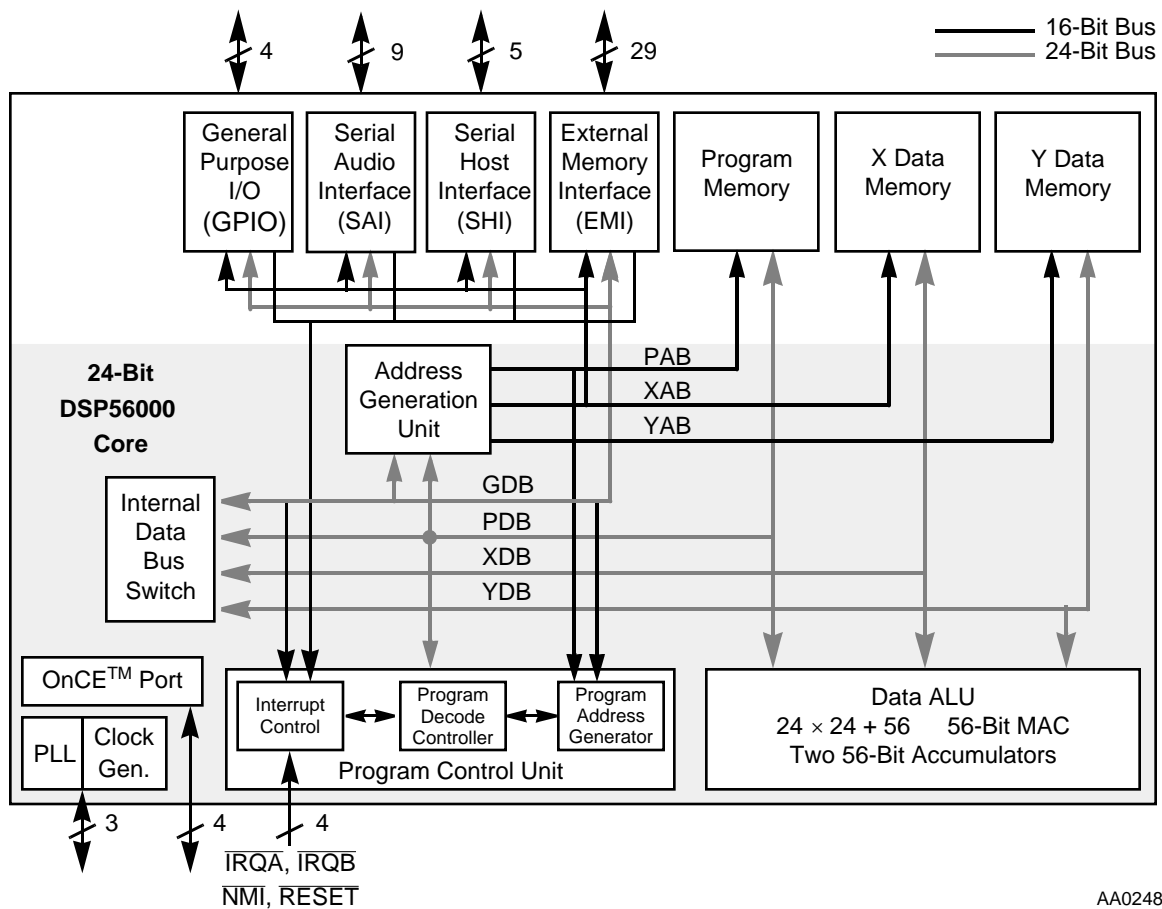 4
9
5
29
16-Bit Bus
24-Bit Bus
General
Purpose
I/O
(GPIO)
Serial
Audio
Interface
(SAI)
Serial
Host
Interface
(SHI)
External
Memory
Interface
(EMI)
Program
Memory
X Data
Memory
Y Data
Memory
24-Bit
DSP56000
Core
Address
Generation
Unit
PAB
XAB
YAB
Internal
Data
Bus
Switch
GDB
PDB
XDB
YDB
OnCE™ Port
PLL
Clock
Gen.
Interrupt
Control
Program
Decode
Controller
Program
Address
Generator
Program Control Unit
Data ALU
24 × 24 + 56 56-Bit MAC
Two 56-Bit Accumulators
3
4
4
IRQA, IRQB
NMI, RESET
AA0248